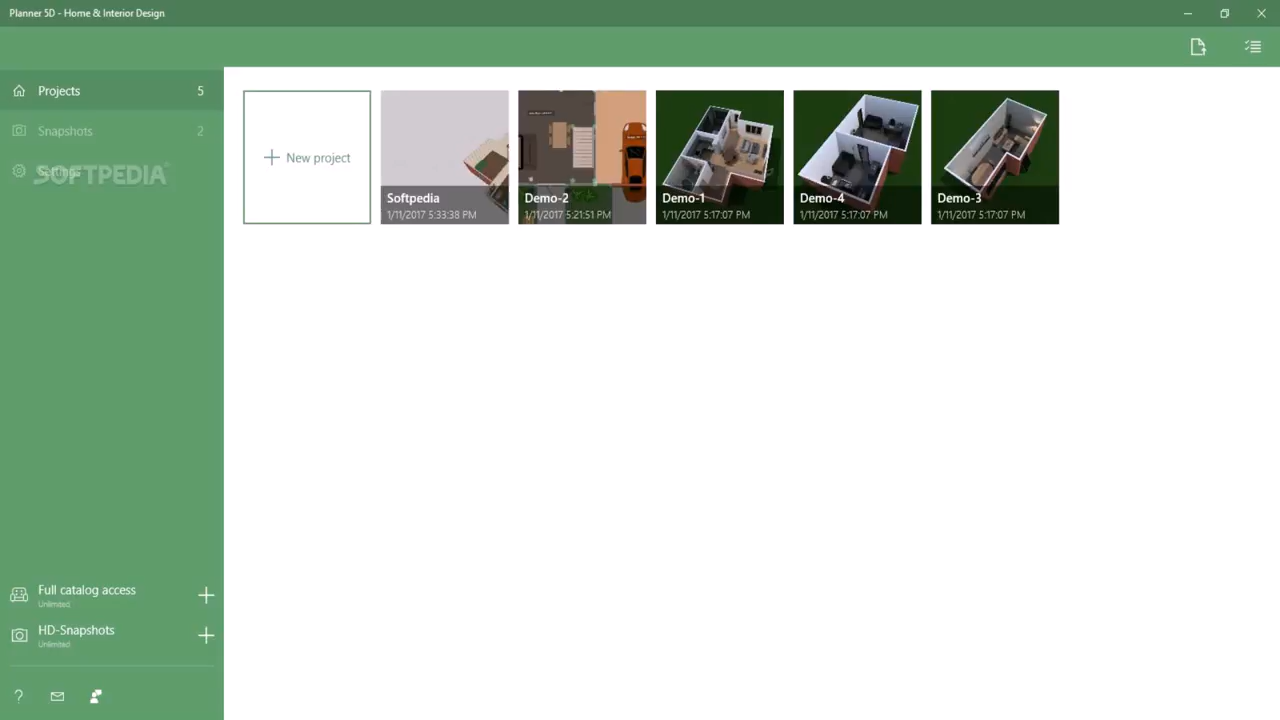 Planner 5D - Home & Interior Design
Projects 5
Snapshots 2
Settings
SOFTPEDIA
New project
Softpedia
1/11/2017 5:33:38 PM
Demo-2
1/11/2017 5:21:51 PM
Demo-1
1/11/2017 5:17:07 PM
Demo-4
1/11/2017 5:17:07 PM
Demo-3
1/11/2017 5:17:07 PM
Full catalog access
Unlimited
HD-Snapshots
Unlimited
?